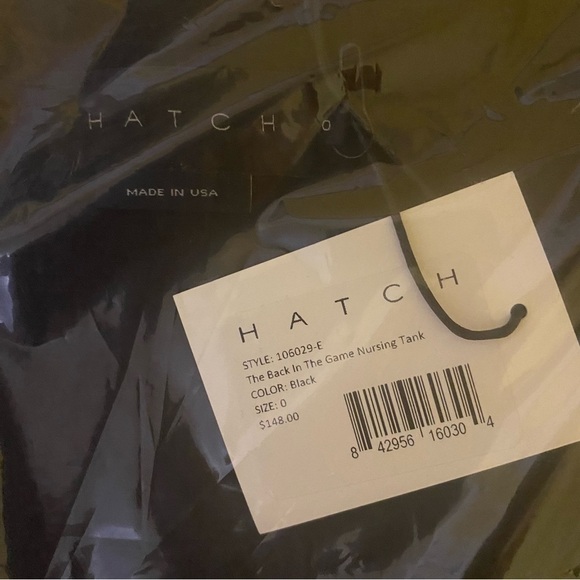 HATCH 0
MADE IN USA
HATCH
STYLE: 106029-E
The Back In The Game Nursing Tank
COLOR: Black
SIZE: 0
$148.00
8 42956 16030 4